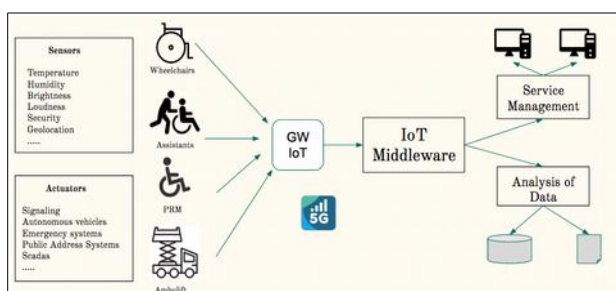 Sensors
Temperature
Humidity
Brightness
Loudness
Security
Geolocation
.....
Actuators
Signaling
Autonomous vehicles
Emergency systems
Public Address Systems
Scadas
.....
Wheelchairs
Assistants
PRM
Ambulift
GW
IoT
5G
IoT
Middleware
Service
Management
Analysis of
Data